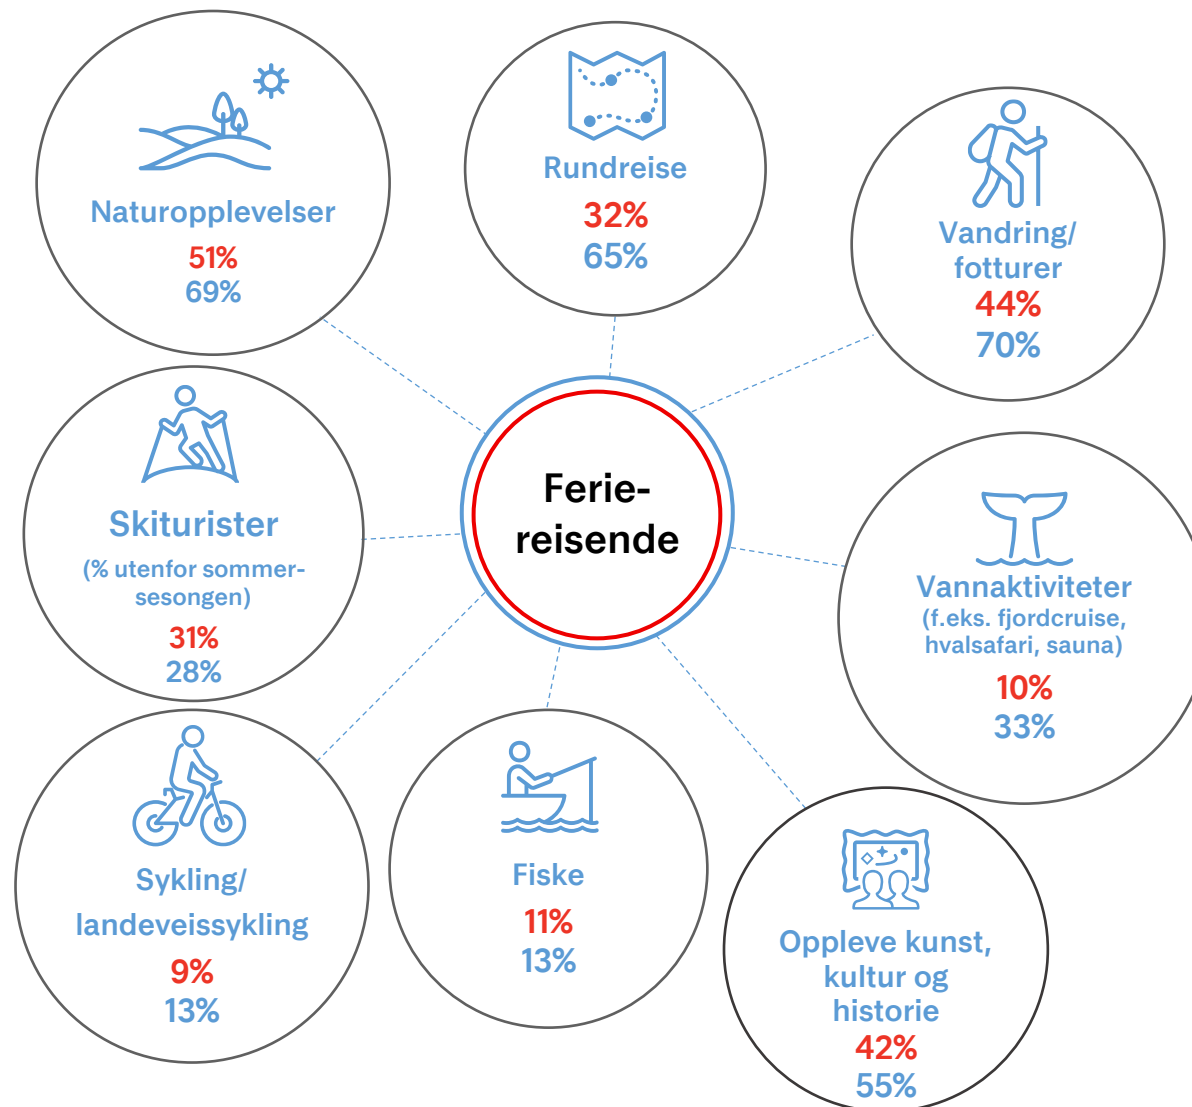 Naturopplevelser
51%
69%
Rundreise
32%
65%
Vandring/
fotturer
44%
70%
Ferie-
reisende
Skiturister
(% utenfor sommer-
sesongen)
31%
28%
Vannaktiviteter
(f.eks. fjordcruise,
hvalsafari, sauna)
10%
33%
Sykling/
landeveissykling
9%
13%
Fiske
11%
13%
Oppleve kunst,
kultur og
historie
42%
55%